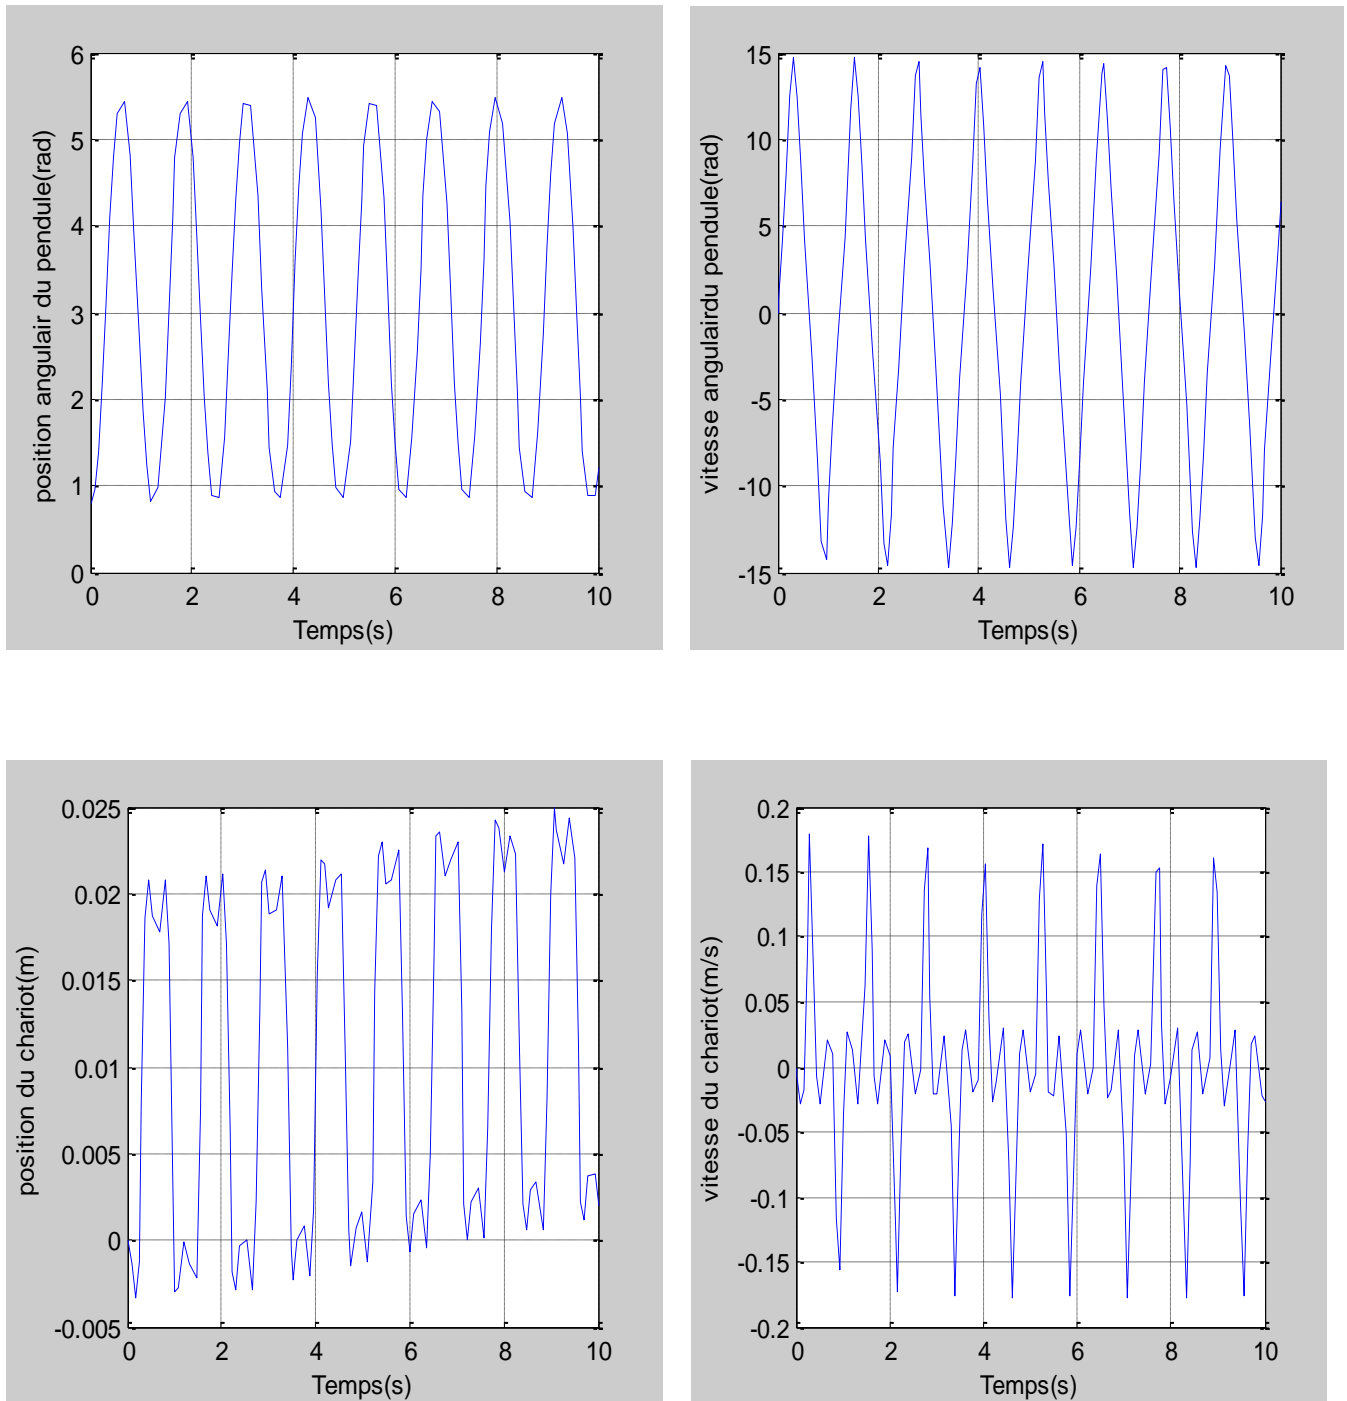 6
5
4
3
2
1
0
0 2 4 6 8 10
Temps(s)
position angulair du pendule(rad)
15
10
5
0
-5
-10
-15
0 2 4 6 8 10
Temps(s)
vitesse angulairdu pendule(rad)
0.025
0.02
0.015
0.01
0.005
0
-0.005
0 2 4 6 8 10
Temps(s)
position du chariot(m)
0.2
0.15
0.1
0.05
0
-0.05
-0.1
-0.15
-0.2
0 2 4 6 8 10
Temps(s)
vitesse du chariot(m/s)